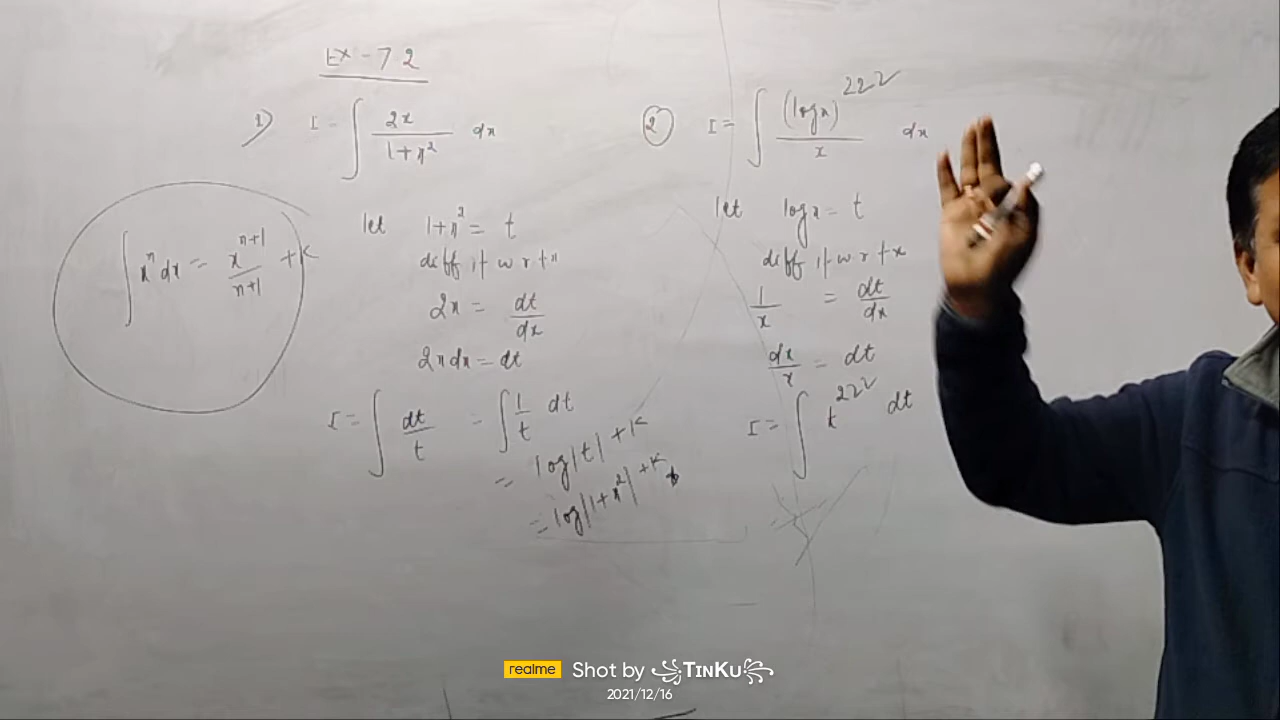 Ex - 7 2
1) I = ∫ 2x / 1+x² dx
∫ xⁿ dx = xⁿ⁺¹ / n+1 + K
let 1+x² = t
diff it w r t x
2x = dt/dx
2x dx = dt
I = ∫ dt/t = ∫ 1/t dt
= log|t| + K
= log|1+x²| + K
② I = ∫ (log x)²²² / x dx
let log x = t
diff it w r t x
1/x = dt/dx
dx/x = dt
I = ∫ t²²² dt
realme Shot by TINKU
2021/12/16